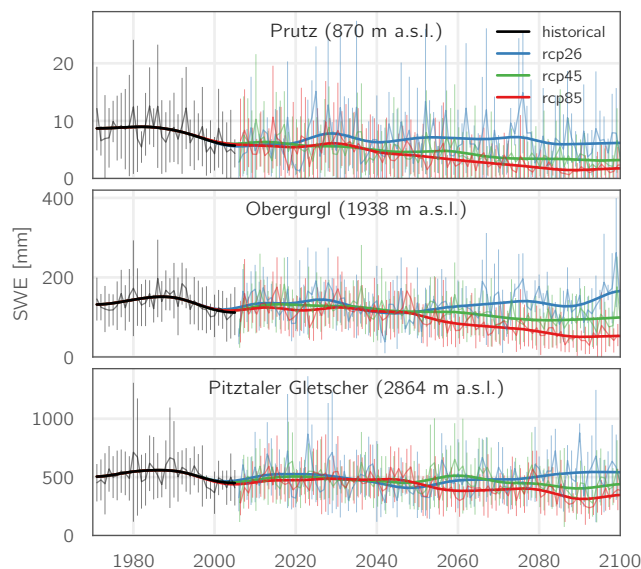 Prutz (870 m a.s.l.)
historical
rcp26
rcp45
rcp85
20
10
0
Obergurgl (1938 m a.s.l.)
400
200
0
SWE [mm]
Pitztaler Gletscher (2864 m a.s.l.)
1000
500
0
1980 2000 2020 2040 2060 2080 2100